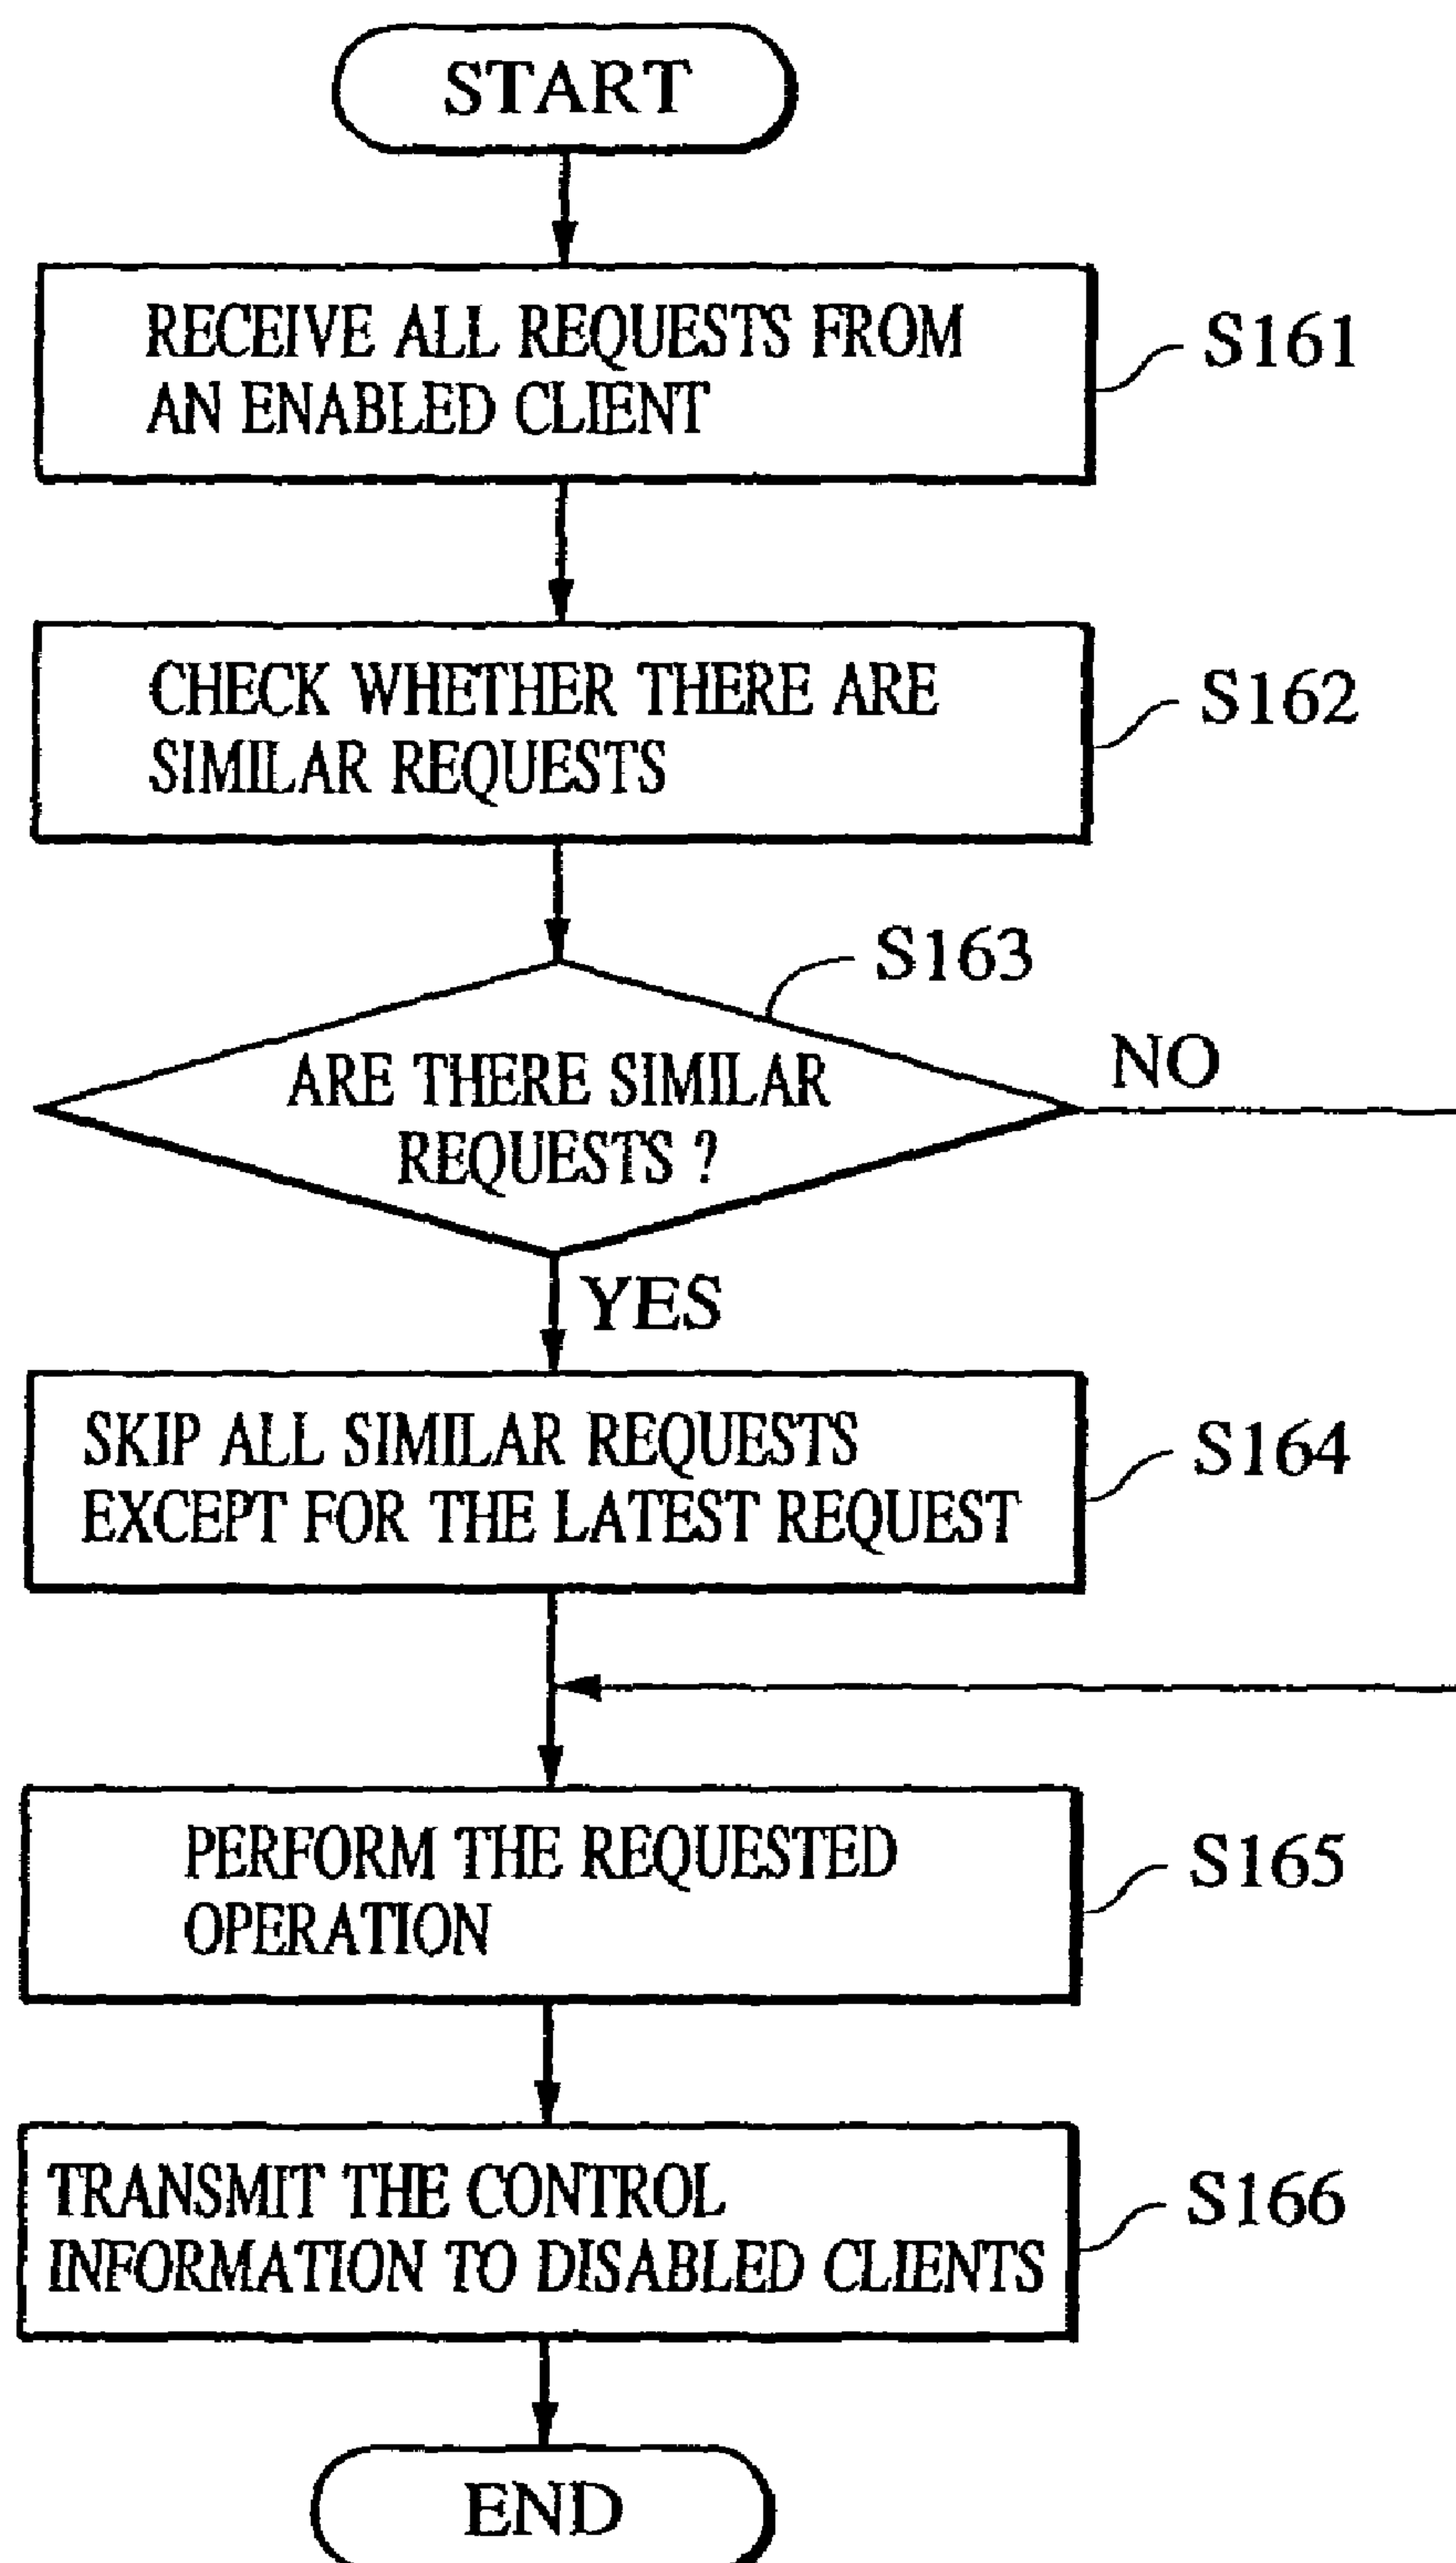 START
RECEIVE ALL REQUESTS FROM
AN ENABLED CLIENT
S161
CHECK WHETHER THERE ARE
SIMILAR REQUESTS
S162
S163
ARE THERE SIMILAR
REQUESTS ?
NO
YES
SKIP ALL SIMILAR REQUESTS
EXCEPT FOR THE LATEST REQUEST
S164
PERFORM THE REQUESTED
OPERATION
S165
TRANSMIT THE CONTROL
INFORMATION TO DISABLED CLIENTS
S166
END